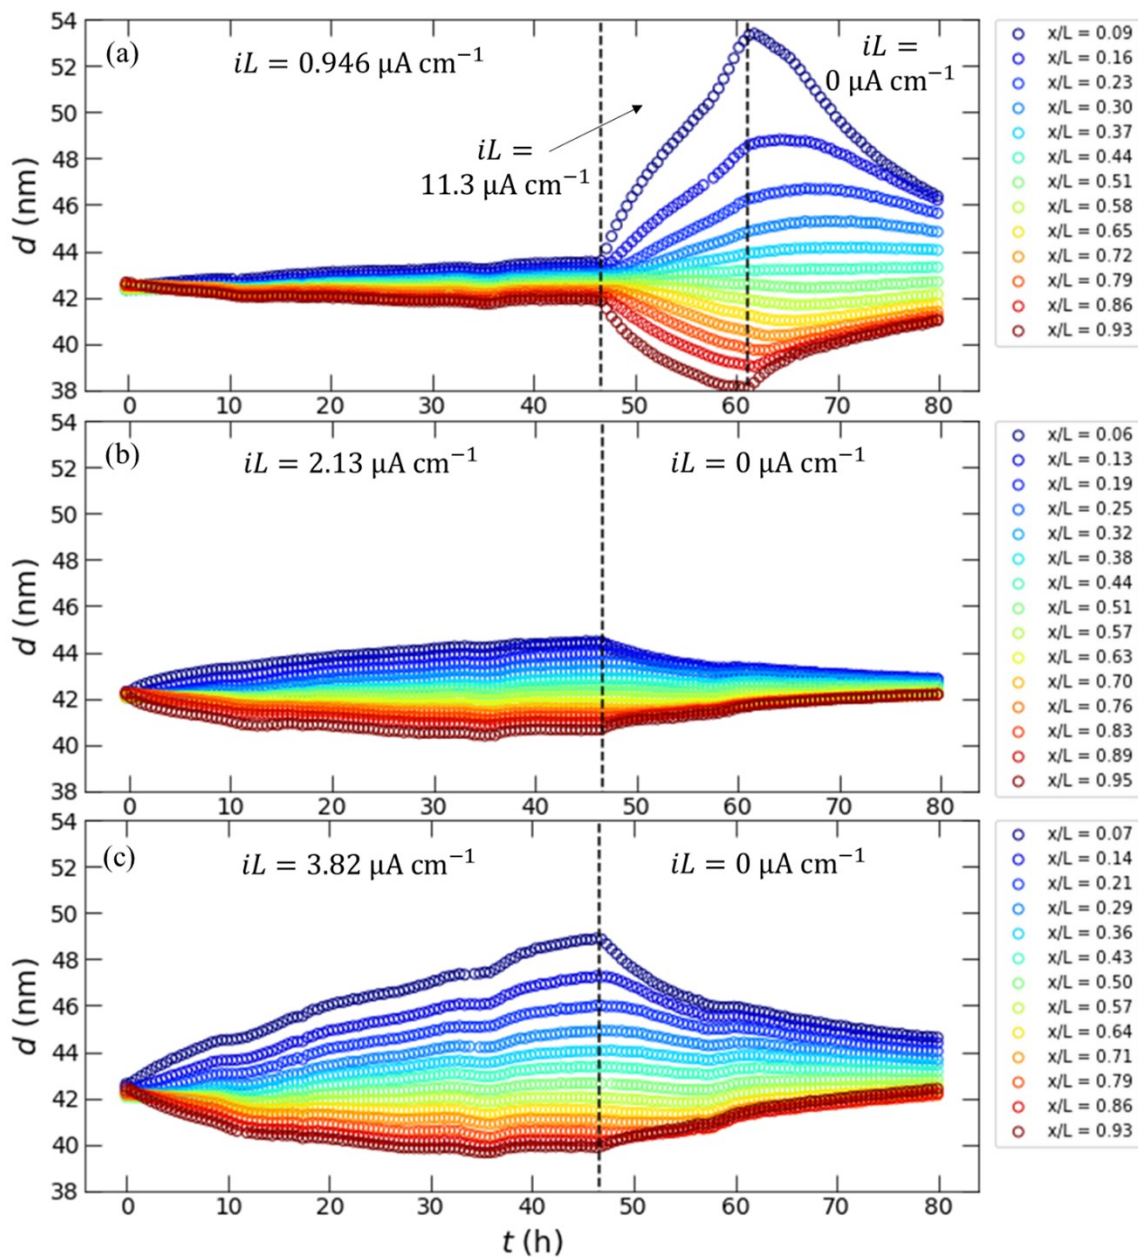 54
52
50
48
46
44
42
40
38
d (nm)
(a)
iL = 0.946 μA cm⁻¹
iL =
11.3 μA cm⁻¹
iL =
0 μA cm⁻¹
0 10 20 30 40 50 60 70 80
x/L = 0.09
x/L = 0.16
x/L = 0.23
x/L = 0.30
x/L = 0.37
x/L = 0.44
x/L = 0.51
x/L = 0.58
x/L = 0.65
x/L = 0.72
x/L = 0.79
x/L = 0.86
x/L = 0.93
54
52
50
48
46
44
42
40
38
d (nm)
(b)
iL = 2.13 μA cm⁻¹
iL = 0 μA cm⁻¹
0 10 20 30 40 50 60 70 80
x/L = 0.06
x/L = 0.13
x/L = 0.19
x/L = 0.25
x/L = 0.32
x/L = 0.38
x/L = 0.44
x/L = 0.51
x/L = 0.57
x/L = 0.63
x/L = 0.70
x/L = 0.76
x/L = 0.83
x/L = 0.89
x/L = 0.95
54
52
50
48
46
44
42
40
38
d (nm)
(c)
iL = 3.82 μA cm⁻¹
iL = 0 μA cm⁻¹
0 10 20 30 40 50 60 70 80
t (h)
x/L = 0.07
x/L = 0.14
x/L = 0.21
x/L = 0.29
x/L = 0.36
x/L = 0.43
x/L = 0.50
x/L = 0.57
x/L = 0.64
x/L = 0.71
x/L = 0.79
x/L = 0.86
x/L = 0.93